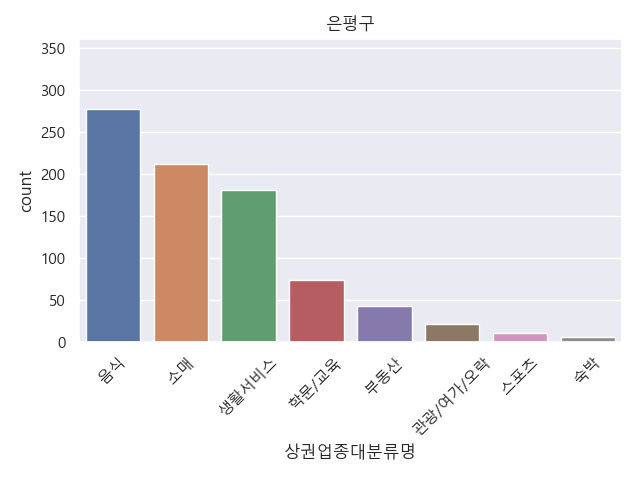 은평구
350
300
250
200
150
100
50
0
count
음식
소매
생활서비스
학문/교육
부동산
관광/여가/오락
스포츠
숙박
상권업종대분류명